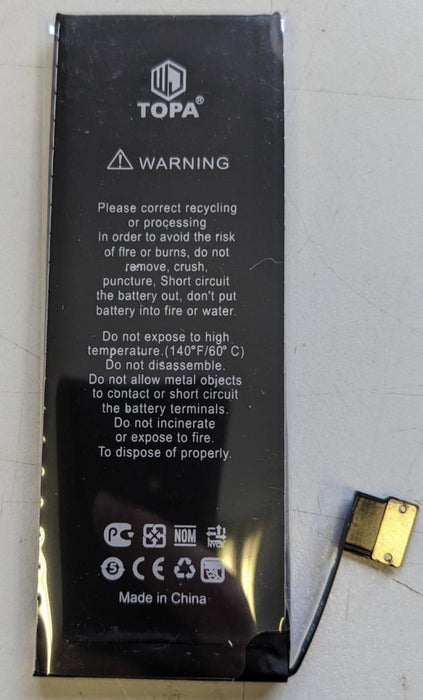 TOPA®
WARNING
Please correct recycling
or processing
In order to avoid the risk
of fire or burns, do not
remove, crush,
puncture, Short circuit
the battery out, don't put
battery into fire or water.
Do not expose to high
temperature.(140°F/60° C)
Do not disassemble.
Do not allow metal objects
to contact or short circuit
the battery terminals.
Do not incinerate
or expose to fire.
To dispose of properly.
NOM
NYCE
5 CE
Made in China